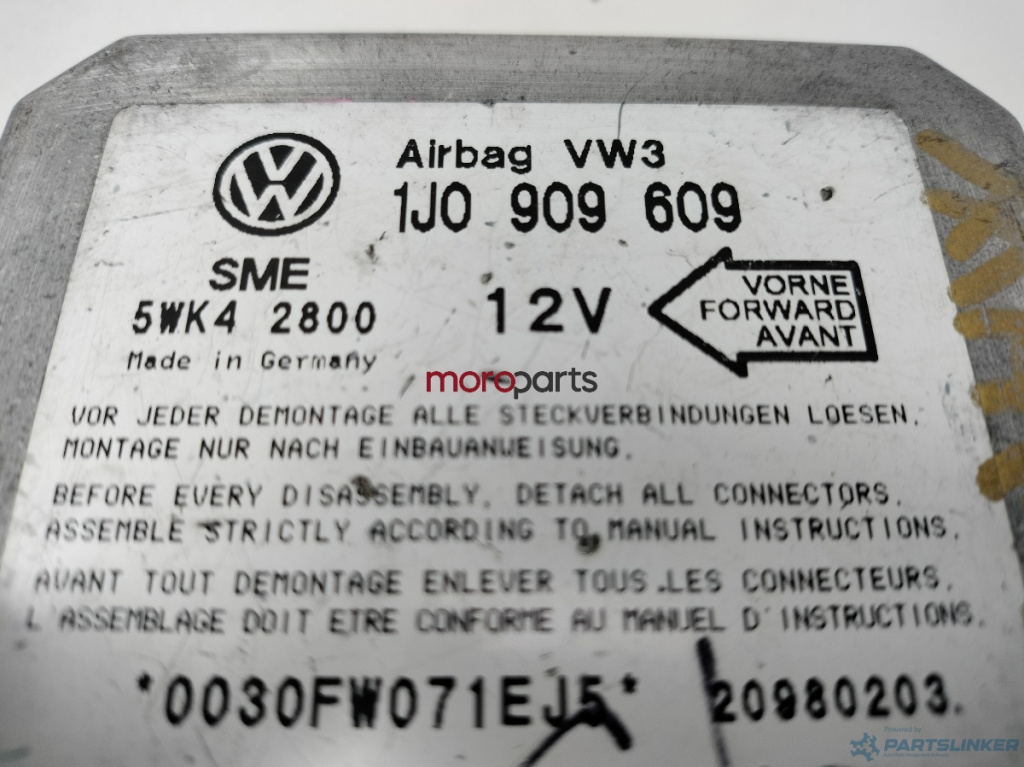 Airbag VW3
1J0 909 609
SME
5WK4 2800
12V
VORNE
FORWARD
AVANT
Made in Germany
moroparts
VOR JEDER DEMONTAGE ALLE STECKVERBINDUNGEN LOESEN.
MONTAGE NUR NACH EINBAUANWEISUNG.
BEFORE EVERY DISASSEMBLY, DETACH ALL CONNECTORS.
ASSEMBLE STRICTLY ACCORDING TO MANUAL INSTRUCTIONS.
AVANT TOUT DEMONTAGE ENLEVER TOUS LES CONNECTEURS.
L'ASSEMBLAGE DOIT ETRE CONFORME AU MANUEL D'INSTRUCTIONS.
*0030FW071EJ5*
20980203.
Powered by
PARTSLINKER